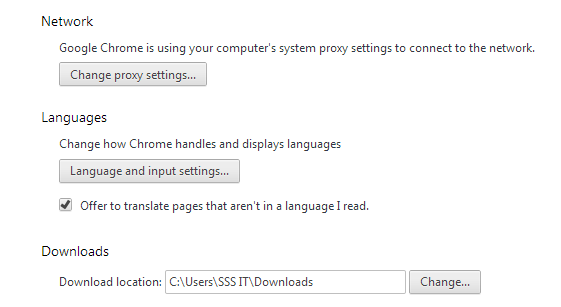 Network
Google Chrome is using your computer's system proxy settings to connect to the network.
Change proxy settings...
Languages
Change how Chrome handles and displays languages
Language and input settings...
Offer to translate pages that aren't in a language I read.
Downloads
Download location: C:\Users\SSS IT\Downloads Change...